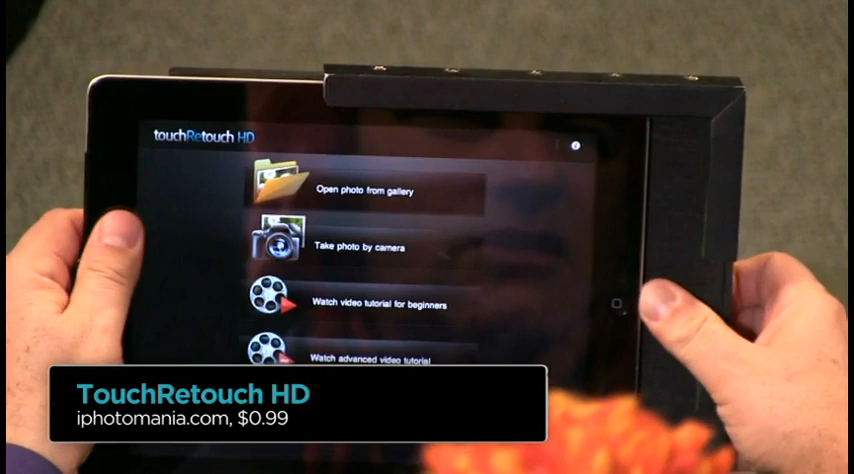 touchRetouch HD
Open photo from gallery
Take photo by camera
Watch video tutorial for beginners
Watch advanced video tutorial
TouchRetouch HD
iphotomania.com, $0.99